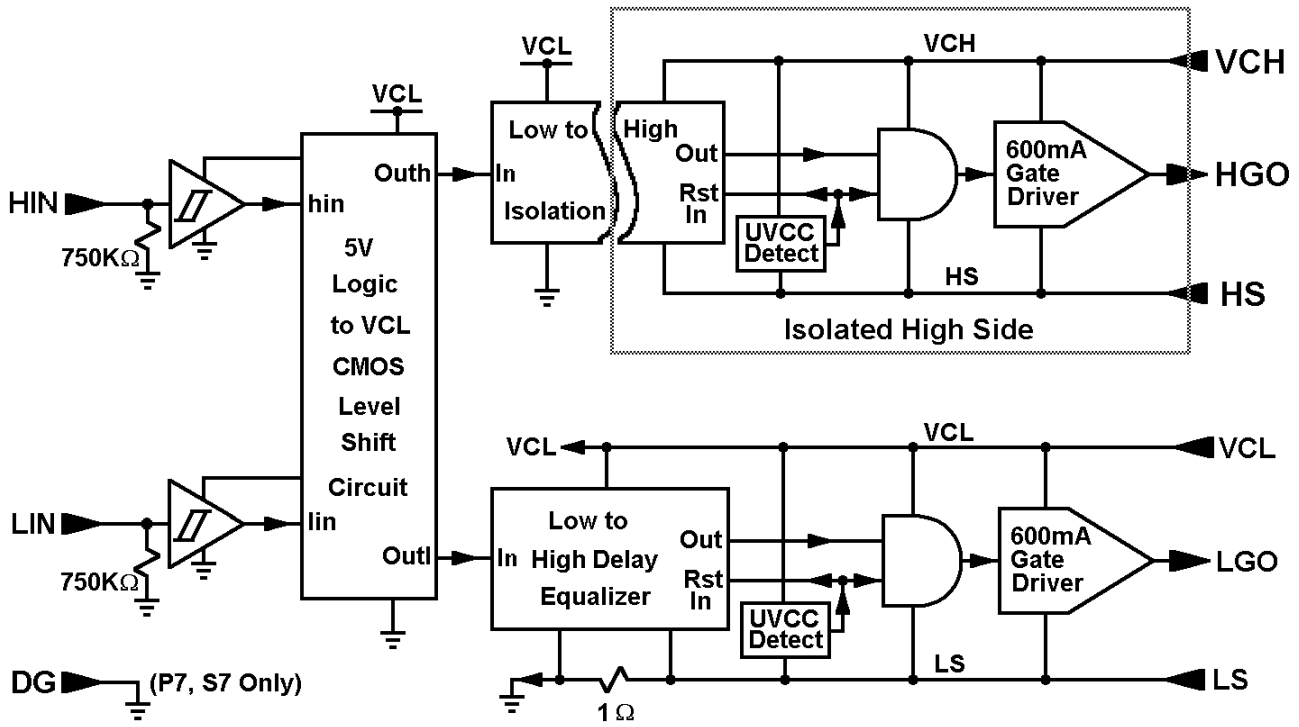 VCL
VCH
VCH
VCL
Low to
High
Out
600mA
Gate
Driver
HGO
Outh
In
Rst
In
Isolation
HIN
hin
750KΩ
5V
Logic
to VCL
CMOS
Level
Shift
Circuit
UVCC
Detect
HS
HS
Isolated High Side
VCL
VCL
VCL
LIN
lin
750KΩ
Outl
In
Low to
High Delay
Equalizer
Out
Rst
In
600mA
Gate
Driver
LGO
UVCC
Detect
LS
LS
DG
(P7, S7 Only)
1Ω